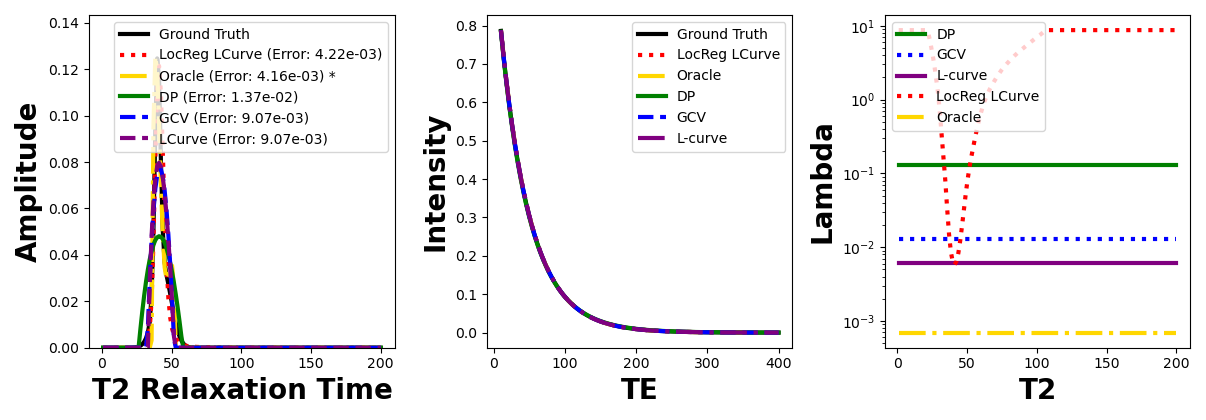 0.14
0.12
0.10
0.08
0.06
0.04
0.02
0.00
0
50
100
150
200
Amplitude
T2 Relaxation Time
Ground Truth
LocReg LCurve (Error: 4.22e-03)
Oracle (Error: 4.16e-03) *
DP (Error: 1.37e-02)
GCV (Error: 9.07e-03)
LCurve (Error: 9.07e-03)
0.8
0.7
0.6
0.5
0.4
0.3
0.2
0.1
0.0
0
100
200
300
400
Intensity
TE
Ground Truth
LocReg LCurve
Oracle
DP
GCV
L-curve
10¹
10⁰
10⁻¹
10⁻²
10⁻³
0
50
100
150
200
Lambda
T2
DP
GCV
L-curve
LocReg LCurve
Oracle